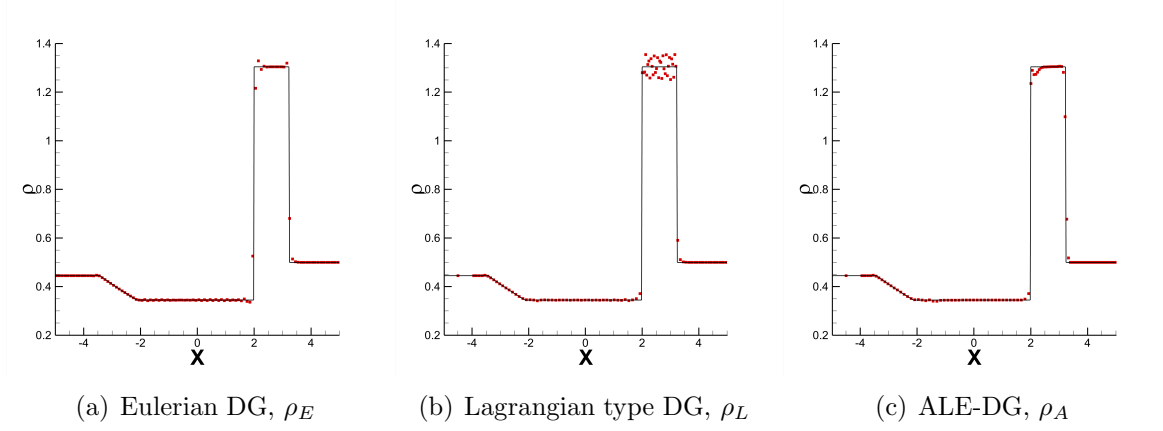 1.4 1.4 1.4
1.2 1.2 1.2
1 1 1
ρ 0.8 ρ 0.8 ρ 0.8
0.6 0.6 0.6
0.4 0.4 0.4
0.2 0.2 0.2
-4 -2 0 2 4 -4 -2 0 2 4 -4 -2 0 2 4
X X X
(a) Eulerian DG, ρ_E (b) Lagrangian type DG, ρ_L (c) ALE-DG, ρ_A